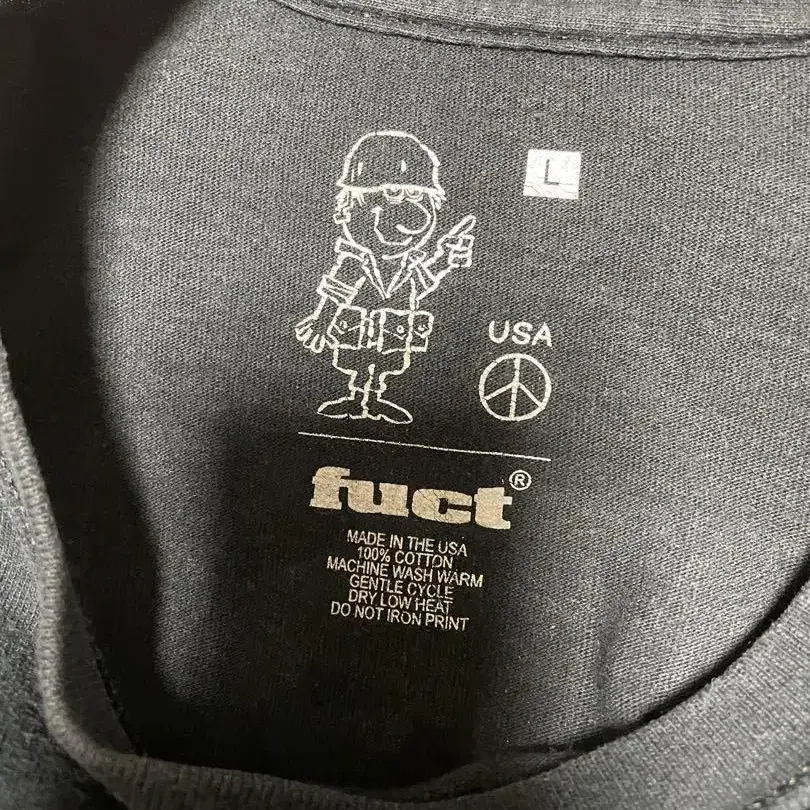 L
USA
fuct®
MADE IN THE USA
100% COTTON
MACHINE WASH WARM
GENTLE CYCLE
DRY LOW HEAT
DO NOT IRON PRINT